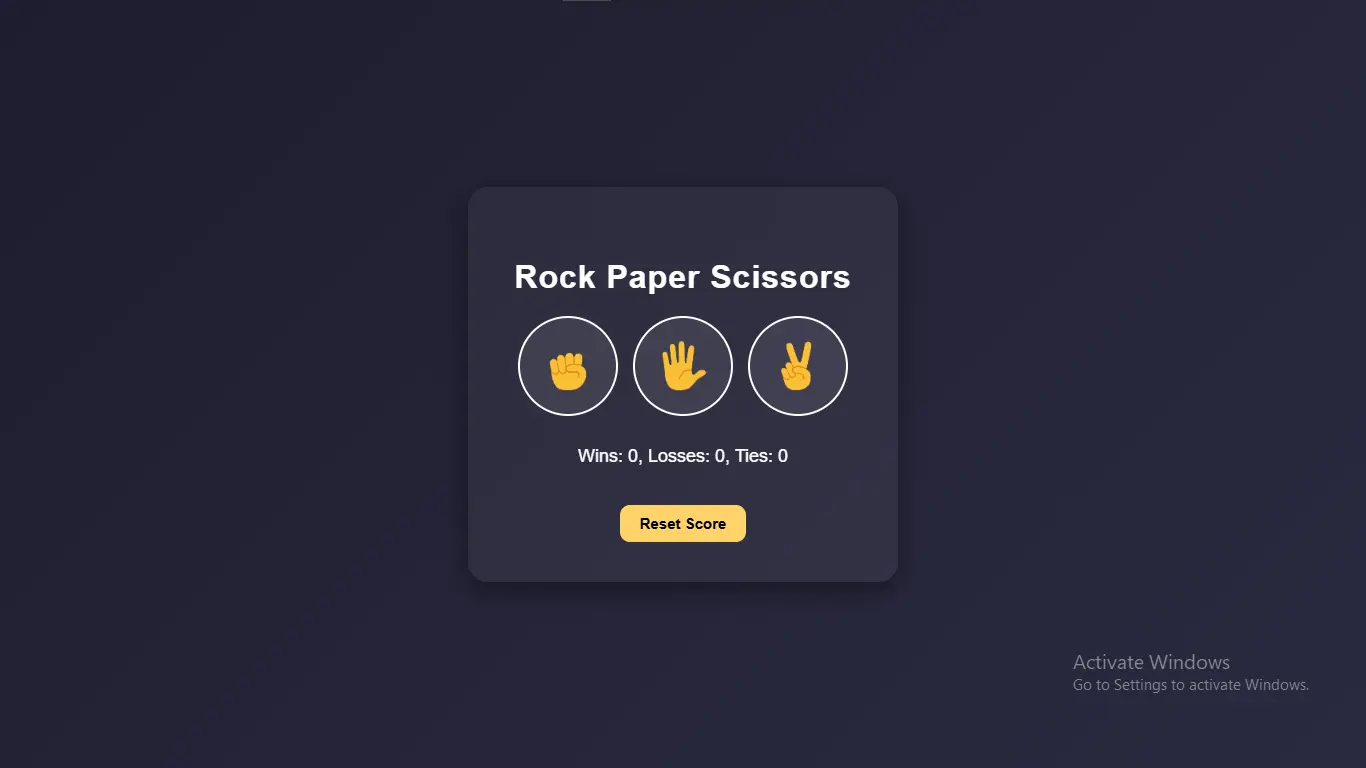 Rock Paper Scissors
Wins: 0, Losses: 0, Ties: 0
Reset Score
Activate Windows
Go to Settings to activate Windows.